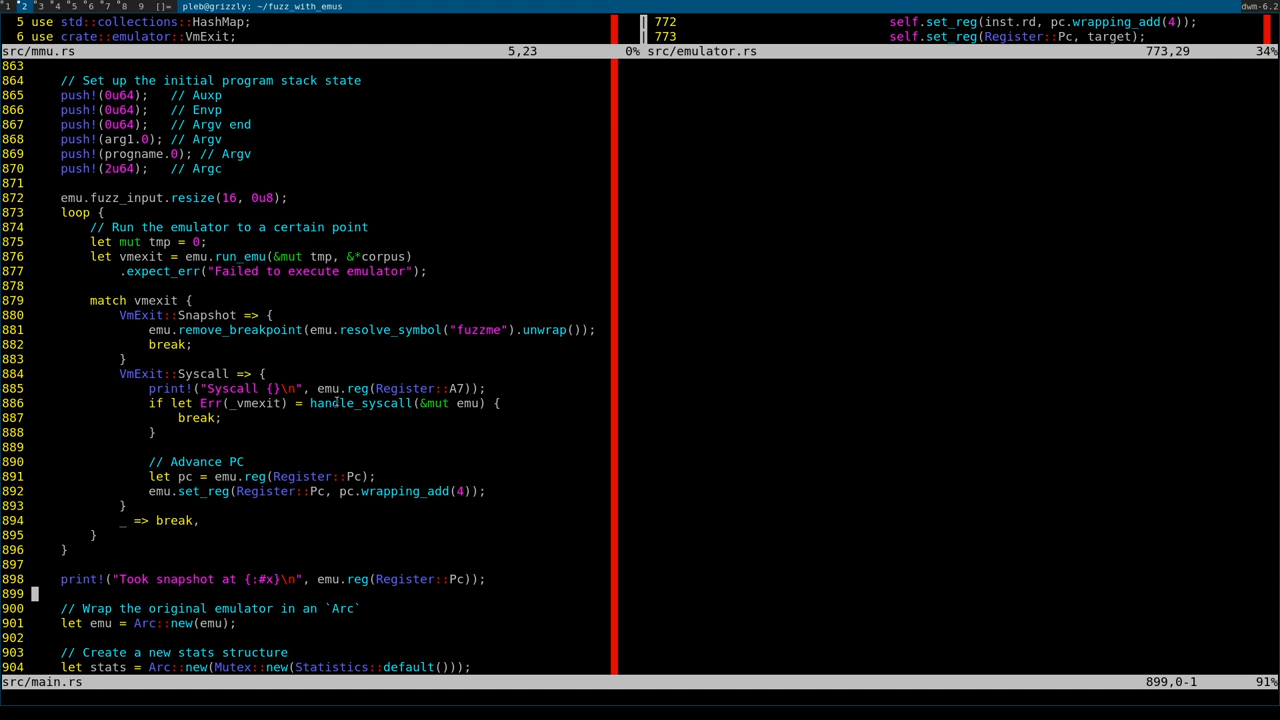 1 2 3 4 5 6 7 8 9 []= pleb@grizzly: ~/fuzz_with_emus dwm-6.2
5 use std::collections::HashMap;
6 use crate::emulator::VmExit;
src/mmu.rs 5,23 0%
772 self.set_reg(inst.rd, pc.wrapping_add(4));
773 self.set_reg(Register::Pc, target);
src/emulator.rs 773,29 34%
863
864     // Set up the initial program stack state
865     push!(0u64);   // Auxp
866     push!(0u64);   // Envp
867     push!(0u64);   // Argv end
868     push!(arg1.0); // Argv
869     push!(progname.0); // Argv
870     push!(2u64);   // Argc
871
872     emu.fuzz_input.resize(16, 0u8);
873     loop {
874         // Run the emulator to a certain point
875         let mut tmp = 0;
876         let vmexit = emu.run_emu(&mut tmp, &*corpus)
877             .expect_err("Failed to execute emulator");
878
879         match vmexit {
880             VmExit::Snapshot => {
881                 emu.remove_breakpoint(emu.resolve_symbol("fuzzme").unwrap());
882                 break;
883             }
884             VmExit::Syscall => {
885                 print!("Syscall {}\n", emu.reg(Register::A7));
886                 if let Err(_vmexit) = handle_syscall(&mut emu) {
887                     break;
888                 }
889
890                 // Advance PC
891                 let pc = emu.reg(Register::Pc);
892                 emu.set_reg(Register::Pc, pc.wrapping_add(4));
893             }
894             _ => break,
895         }
896     }
897
898     print!("Took snapshot at {:#x}\n", emu.reg(Register::Pc));
899
900     // Wrap the original emulator in an `Arc`
901     let emu = Arc::new(emu);
902
903     // Create a new stats structure
904     let stats = Arc::new(Mutex::new(Statistics::default()));
src/main.rs 899,0-1 91%